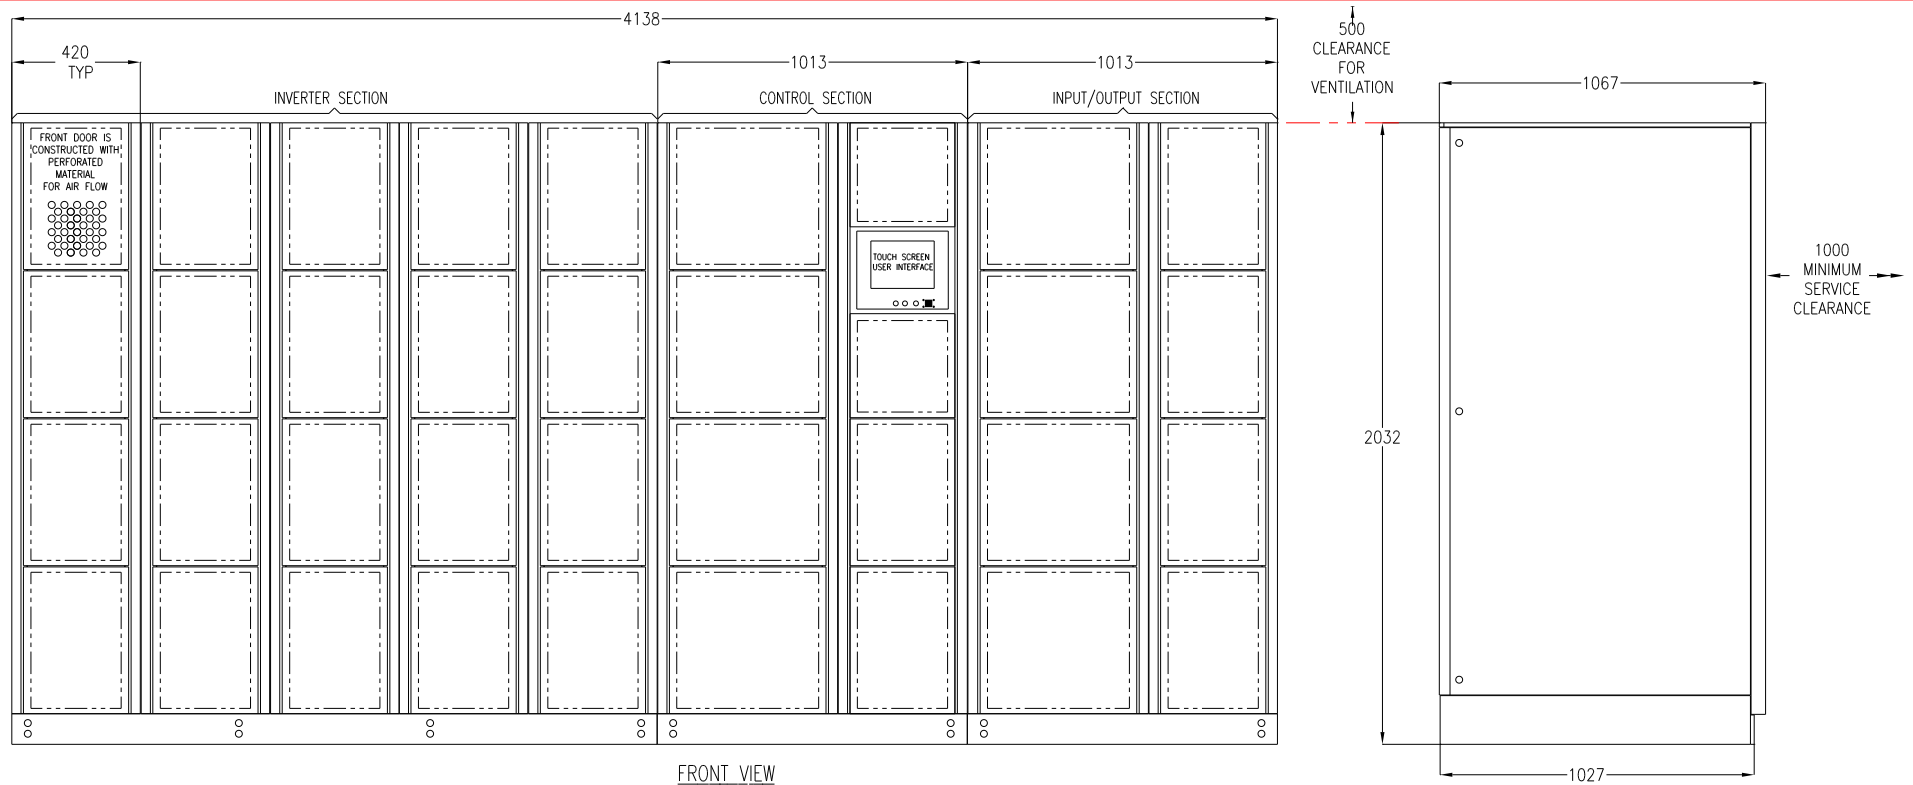 4138
500
CLEARANCE
FOR
VENTILATION
420
TYP
1013
1013
1067
INVERTER SECTION
CONTROL SECTION
INPUT/OUTPUT SECTION
FRONT DOOR IS
CONSTRUCTED WITH
PERFORATED
MATERIAL
FOR AIR FLOW
TOUCH SCREEN
USER INTERFACE
1000
MINIMUM
SERVICE
CLEARANCE
2032
FRONT VIEW
1027